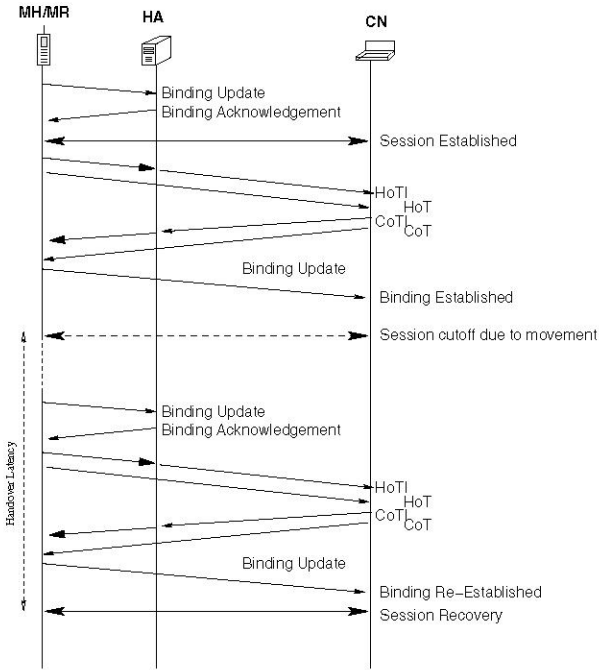 MH/MR
HA
CN
Binding Update
Binding Acknowledgement
Session Established
HoTI
HoT
CoTI
CoT
Binding Update
Binding Established
Session cutoff due to movement
Binding Update
Binding Acknowledgement
Handover Latency
HoTI
HoT
CoTI
CoT
Binding Update
Binding Re-Established
Session Recovery